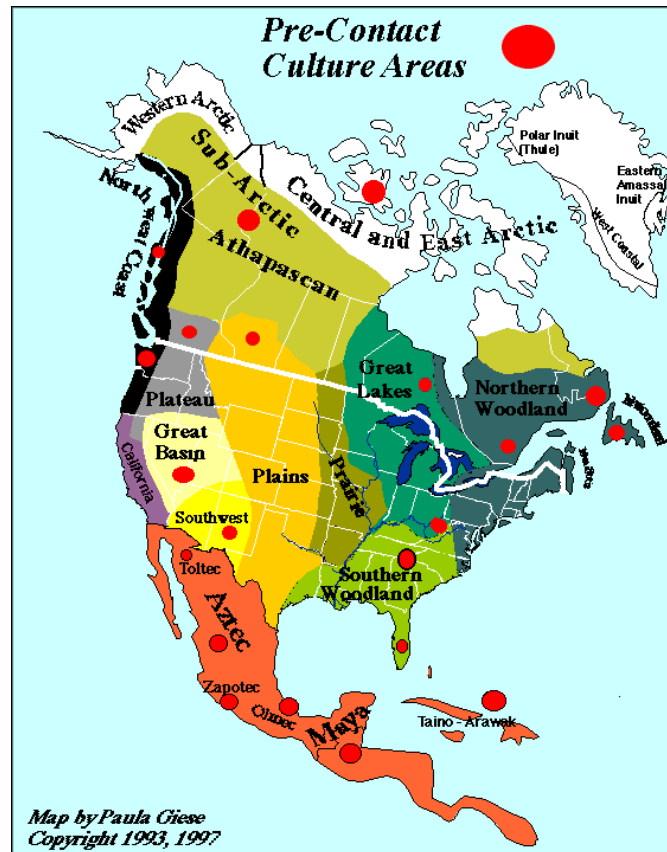 Pre-Contact
Culture Areas
Western Arctic
Polar Inuit
(Thule)
Eastern
Amassa
Inuit
West Coastal
Sub-Arctic
Central and East Arctic
North west Coast
Athapascan
Great
Lakes
Northern
Woodland
Plateau
Great
Basin
California
Plains
Prairie
Southwest
Southern
Woodland
Toltec
Aztec
Zapotec
Olmec
Maya
Taino - Arawak
Map by Paula Giese
Copyright 1993, 1997